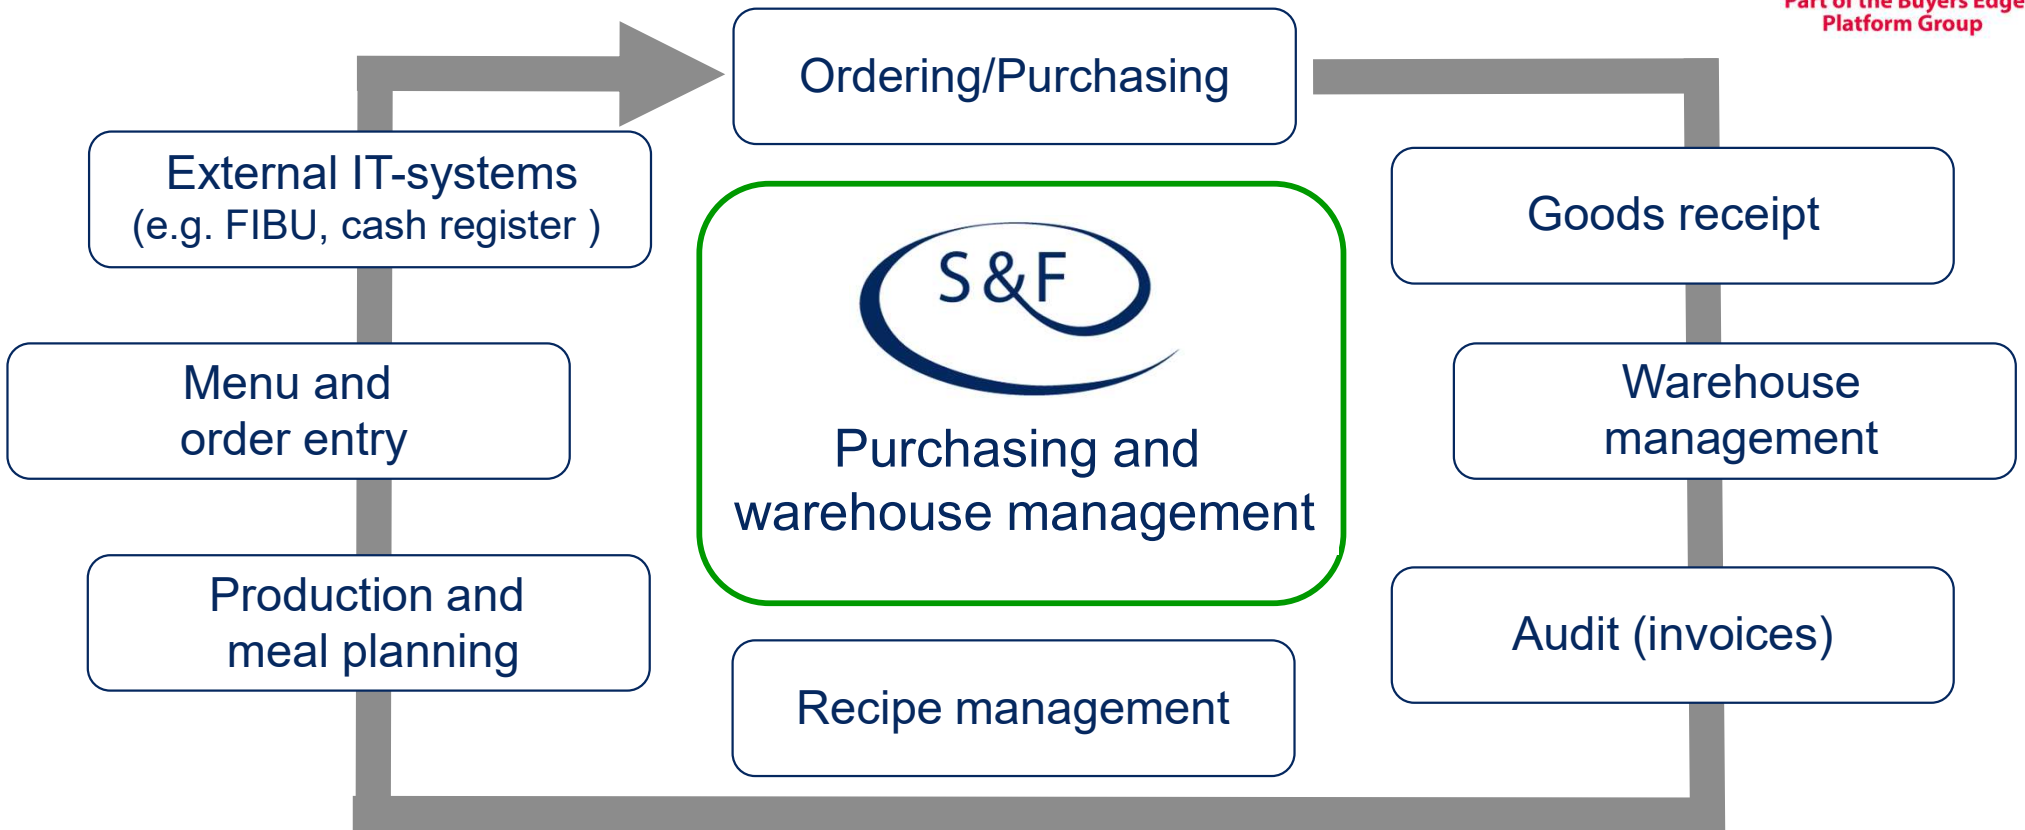 Part of the Buyers Edge
Platform Group
Ordering/Purchasing
External IT-systems
(e.g. FIBU, cash register )
Goods receipt
S&F
Menu and
order entry
Warehouse
management
Purchasing and
warehouse management
Production and
meal planning
Audit (invoices)
Recipe management